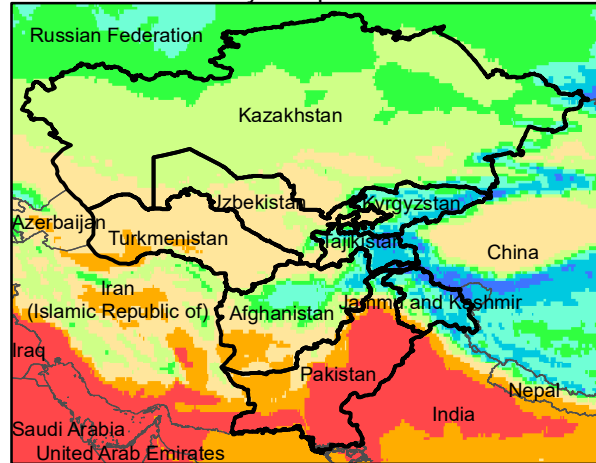 Russian Federation
Kazakhstan
Uzbekistan
Kyrgyzstan
Azerbaijan
Turkmenistan
Tajikistan
China
Iran
(Islamic Republic of)
Afghanistan
Jammu and Kashmir
Iraq
Pakistan
Nepal
India
Saudi Arabia
United Arab Emirates